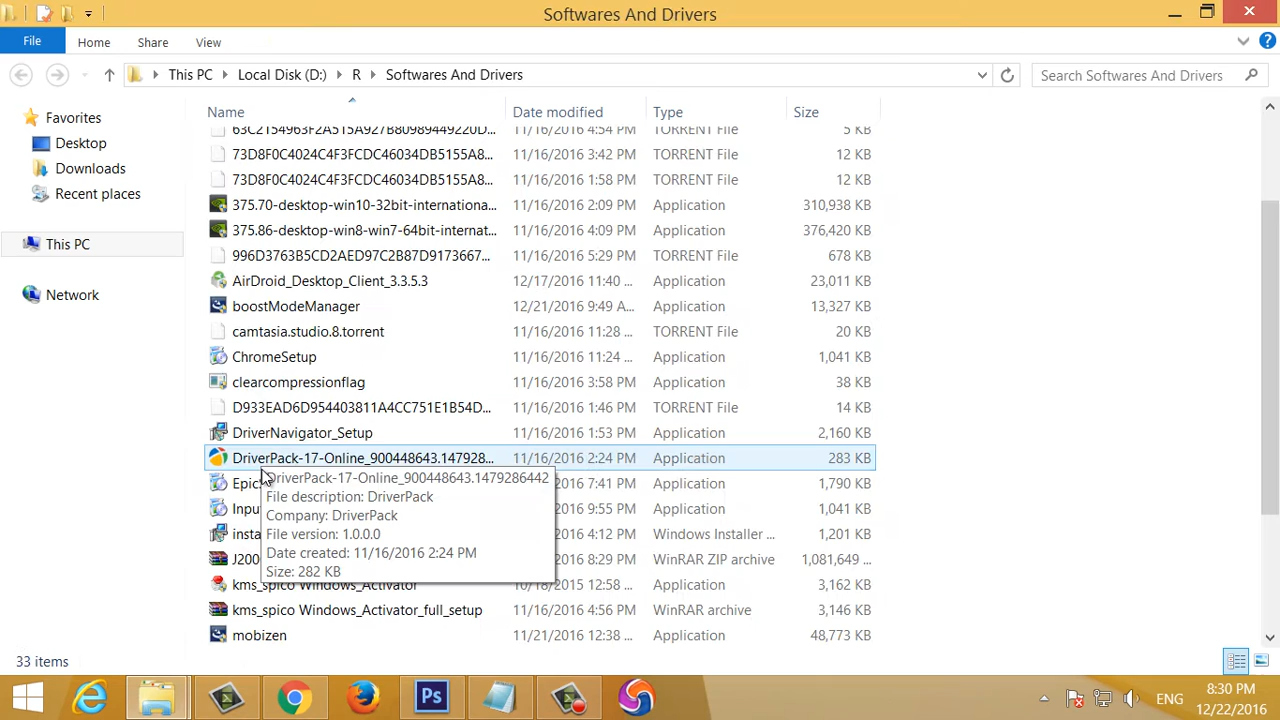 Softwares And Drivers
File Home Share View
This PC Local Disk (D:) R Softwares And Drivers Search Softwares And Drivers
Name Date modified Type Size
Favorites
Desktop
Downloads
Recent places
This PC
Network
63C2154963F2A515A927B80989449220D... 11/16/2016 4:54 PM TORRENT File 5 KB
73D8F0C4024C4F3FCDC46034DB5155A8... 11/16/2016 3:42 PM TORRENT File 12 KB
73D8F0C4024C4F3FCDC46034DB5155A8... 11/16/2016 1:58 PM TORRENT File 12 KB
375.70-desktop-win10-32bit-internationa... 11/16/2016 2:09 PM Application 310,938 KB
375.86-desktop-win8-win7-64bit-internat... 11/16/2016 4:09 PM Application 376,420 KB
996D3763B5CD2AED97C2B87D9173667... 11/16/2016 5:29 PM TORRENT File 678 KB
AirDroid_Desktop_Client_3.3.5.3 12/17/2016 11:40 ... Application 23,011 KB
boostModeManager 12/21/2016 9:49 A... Application 13,327 KB
camtasia.studio.8.torrent 11/16/2016 11:28 ... TORRENT File 20 KB
ChromeSetup 11/16/2016 11:24 ... Application 1,041 KB
clearcompressionflag 11/16/2016 3:58 PM Application 38 KB
D933EAD6D954403811A4CC751E1B54D... 11/16/2016 1:46 PM TORRENT File 14 KB
DriverNavigator_Setup 11/16/2016 1:53 PM Application 2,160 KB
DriverPack-17-Online_900448643.147928... 11/16/2016 2:24 PM Application 283 KB
Epic 11/16/2016 7:41 PM Application 1,790 KB
Inpu 11/16/2016 9:55 PM Application 1,041 KB
insta 11/16/2016 5:34 PM Windows Installer ... 1,201 KB
J200 11/16/2016 8:29 PM WinRAR ZIP archive 1,081,649 ...
kms_spico Windows_Activator 10/18/2015 12:58 ... Application 3,162 KB
kms_spico Windows_Activator_full_setup 11/16/2016 4:56 PM WinRAR archive 3,146 KB
mobizen 11/21/2016 12:38 ... Application 48,773 KB
DriverPack-17-Online_900448643.1479286442
File description: DriverPack
Company: DriverPack
File version: 1.0.0.0
Date created: 11/16/2016 2:24 PM
Size: 282 KB
33 items
Ps
ENG
8:30 PM
12/22/2016